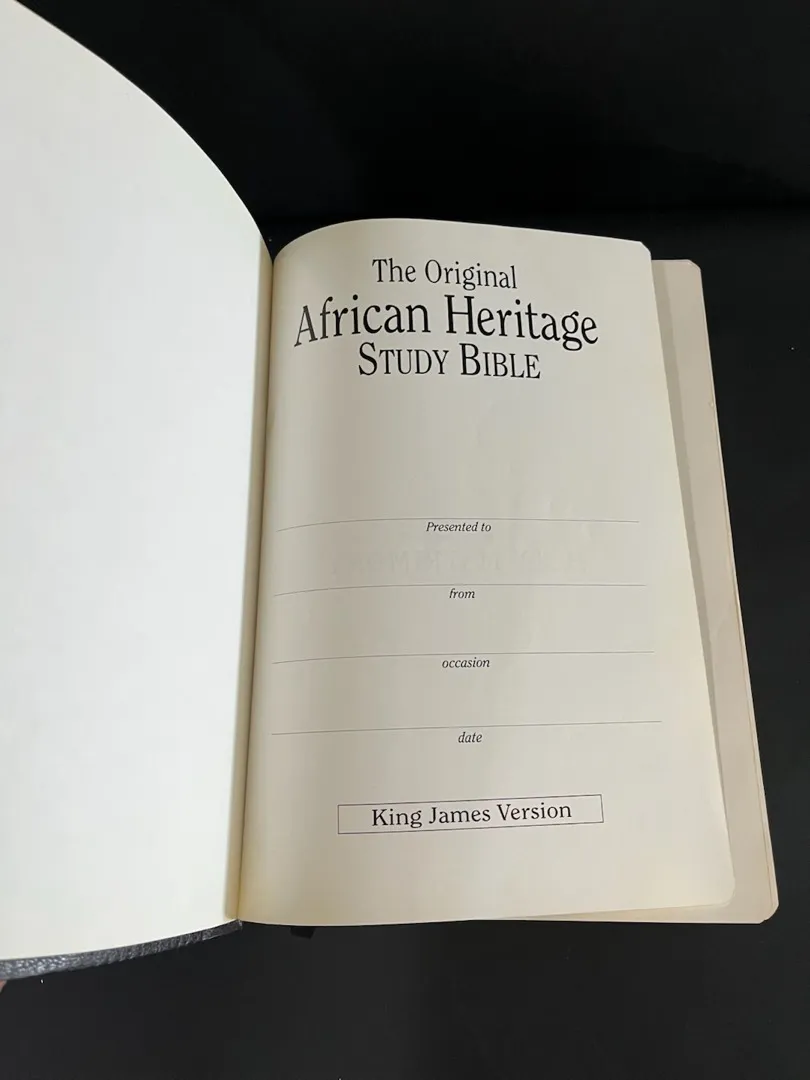 The Original
African Heritage
STUDY BIBLE
Presented to
from
occasion
date
King James Version